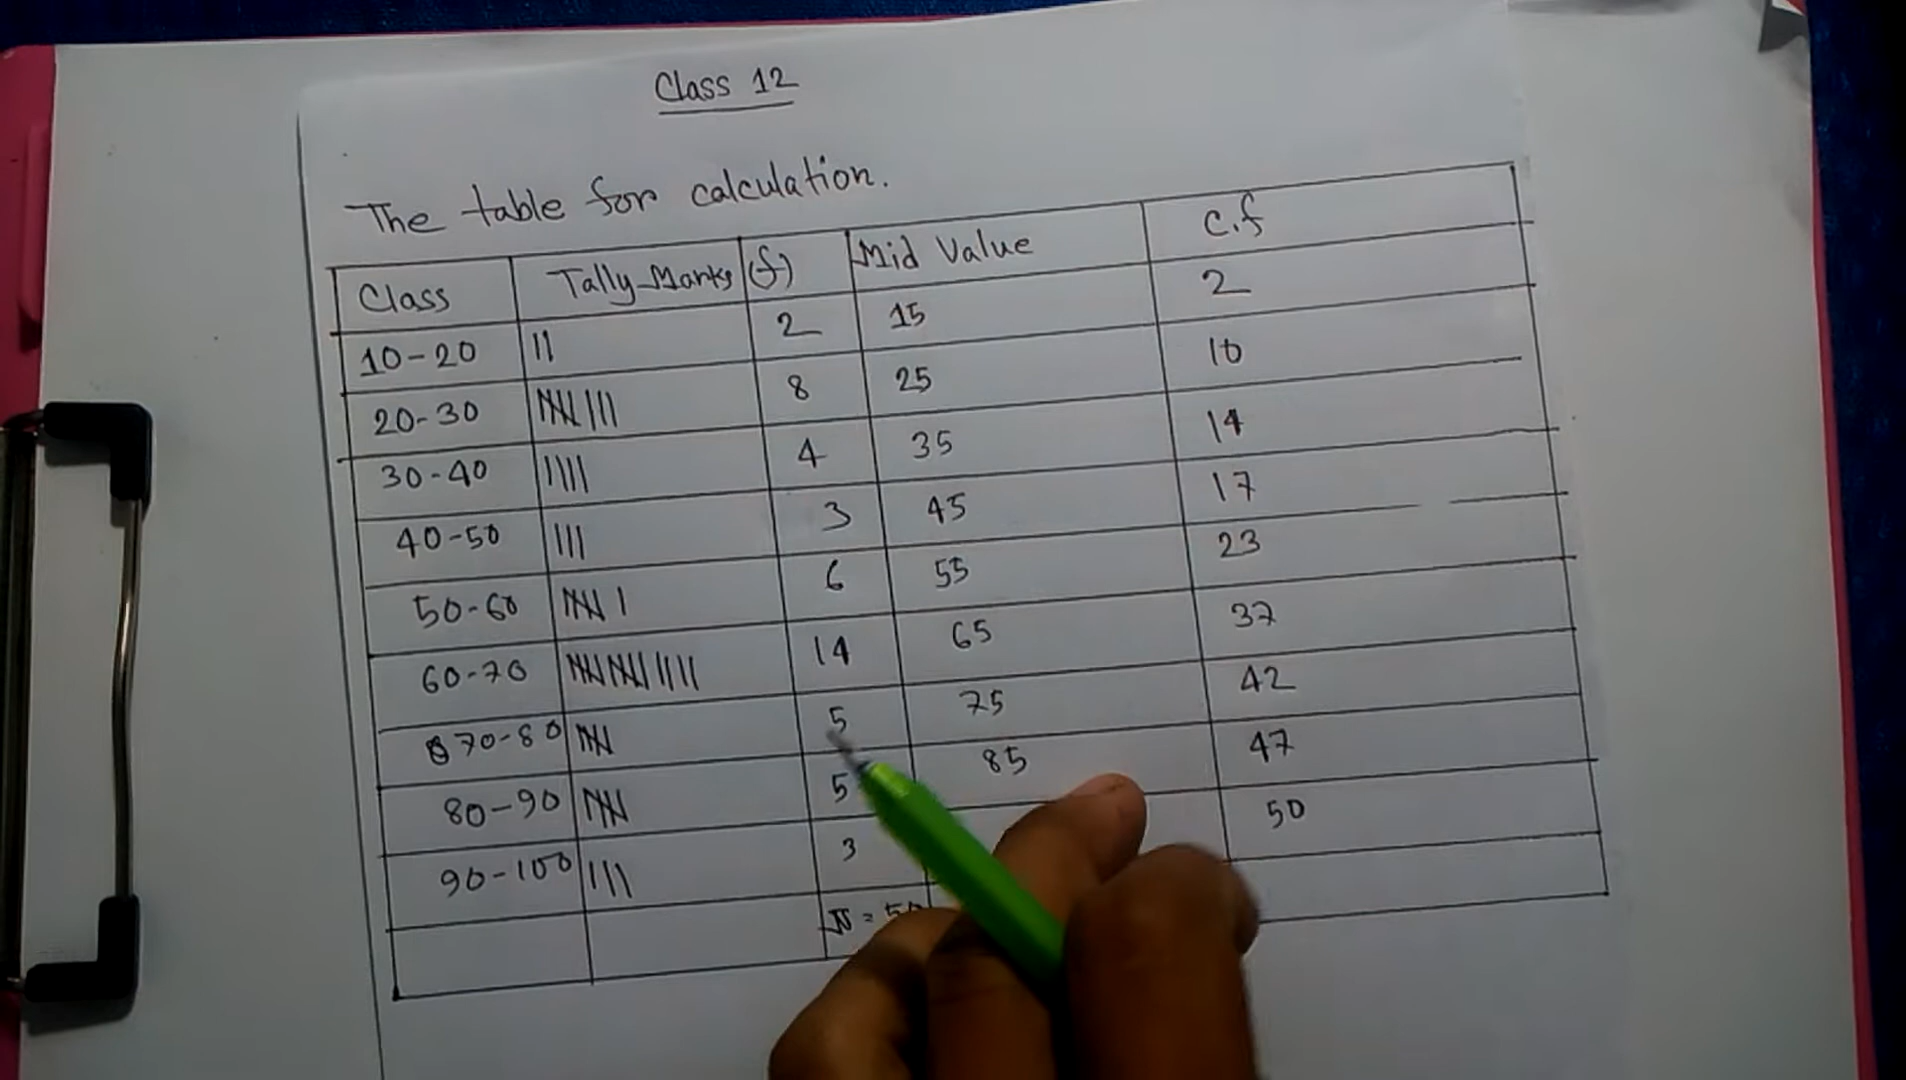 Class 12
The table for calculation.
Class Tally Marks (f) Mid Value c.f
10-20 || 2 15 2
20-30 |||| ||| 8 25 10
30-40 |||| 4 35 14
40-50 ||| 3 45 17
50-60 |||| | 6 55 23
60-70 |||| |||| |||| 14 65 37
70-80 |||| 5 75 42
80-90 |||| 5 85 47
90-100 ||| 3 50
N = 50